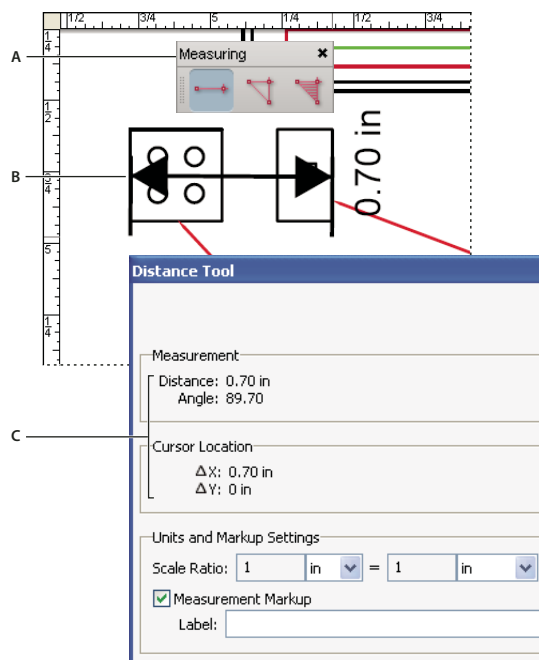 1/2 3/4 5 1/4 1/2 3/4
A
Measuring
1/4
1/2
3/4
5
1/4
B
0.70 in
Distance Tool
Measurement
Distance: 0.70 in
Angle: 89.70
C
Cursor Location
ΔX: 0.70 in
ΔY: 0 in
Units and Markup Settings
Scale Ratio: 1 in = 1 in
Measurement Markup
Label: